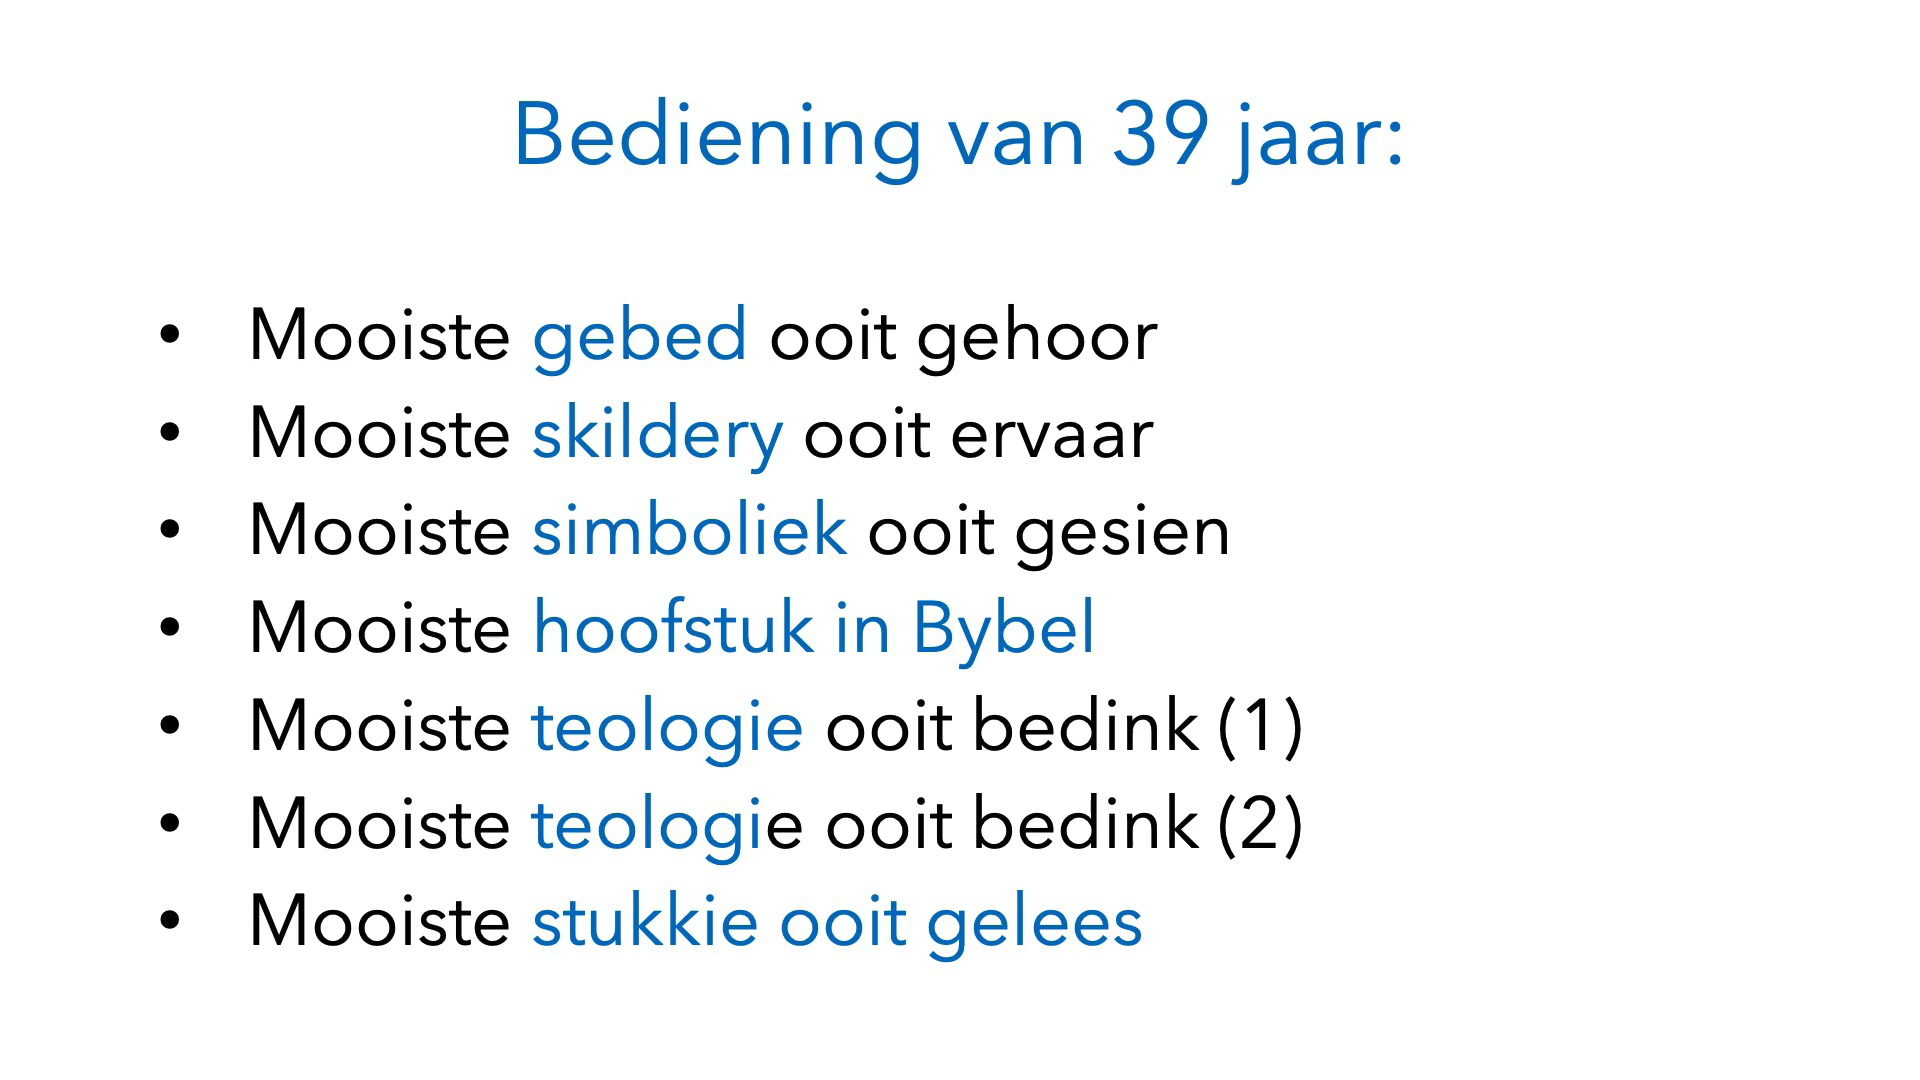 Bediening van 39 jaar:
• Mooiste gebed ooit gehoor
• Mooiste skildery ooit ervaar
• Mooiste simboliek ooit gesien
• Mooiste hoofstuk in Bybel
• Mooiste teologie ooit bedink (1)
• Mooiste teologie ooit bedink (2)
• Mooiste stukkie ooit gelees